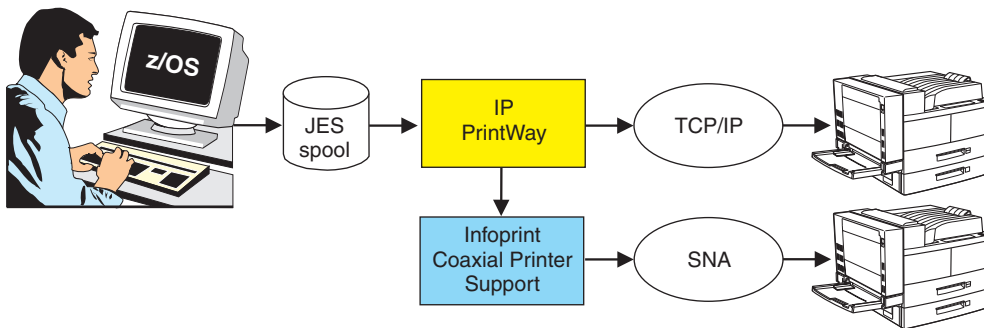 z/OS
JES
spool
IP
PrintWay
TCP/IP
Infoprint
Coaxial Printer
Support
SNA